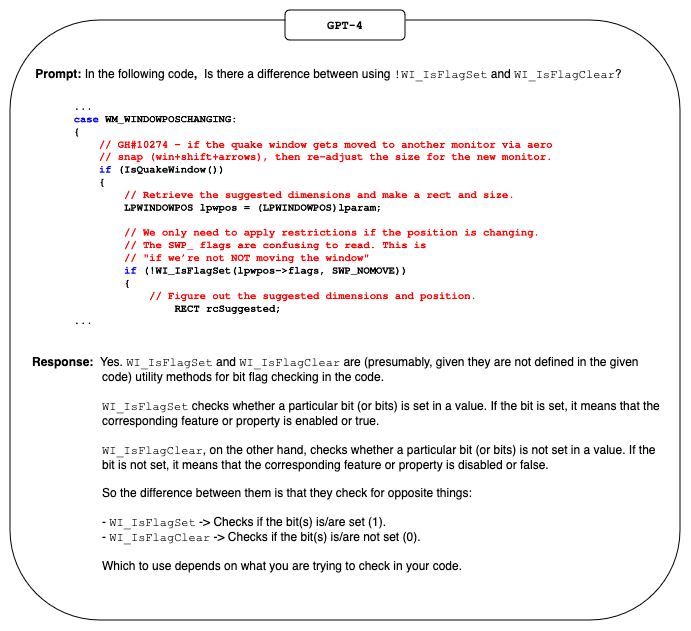 GPT-4
Prompt: In the following code, Is there a difference between using !WI_IsFlagSet and WI_IsFlagClear?
...
case WM_WINDOWPOSCHANGING:
{
// GH#10274 - if the quake window gets moved to another monitor via aero
// snap (win+shift+arrows), then re-adjust the size for the new monitor.
if (IsQuakeWindow())
{
// Retrieve the suggested dimensions and make a rect and size.
LPWINDOWPOS lpwpos = (LPWINDOWPOS)lparam;
// We only need to apply restrictions if the position is changing.
// The SWP_ flags are confusing to read. This is
// "if we're not NOT moving the window"
if (!WI_IsFlagSet(lpwpos->flags, SWP_NOMOVE))
{
// Figure out the suggested dimensions and position.
RECT rcSuggested;
...
Response: Yes. WI_IsFlagSet and WI_IsFlagClear are (presumably, given they are not defined in the given
code) utility methods for bit flag checking in the code.
WI_IsFlagSet checks whether a particular bit (or bits) is set in a value. If the bit is set, it means that the
corresponding feature or property is enabled or true.
WI_IsFlagClear, on the other hand, checks whether a particular bit (or bits) is not set in a value. If the
bit is not set, it means that the corresponding feature or property is disabled or false.
So the difference between them is that they check for opposite things:
- WI_IsFlagSet -> Checks if the bit(s) is/are set (1).
- WI_IsFlagClear -> Checks if the bit(s) is/are not set (0).
Which to use depends on what you are trying to check in your code.